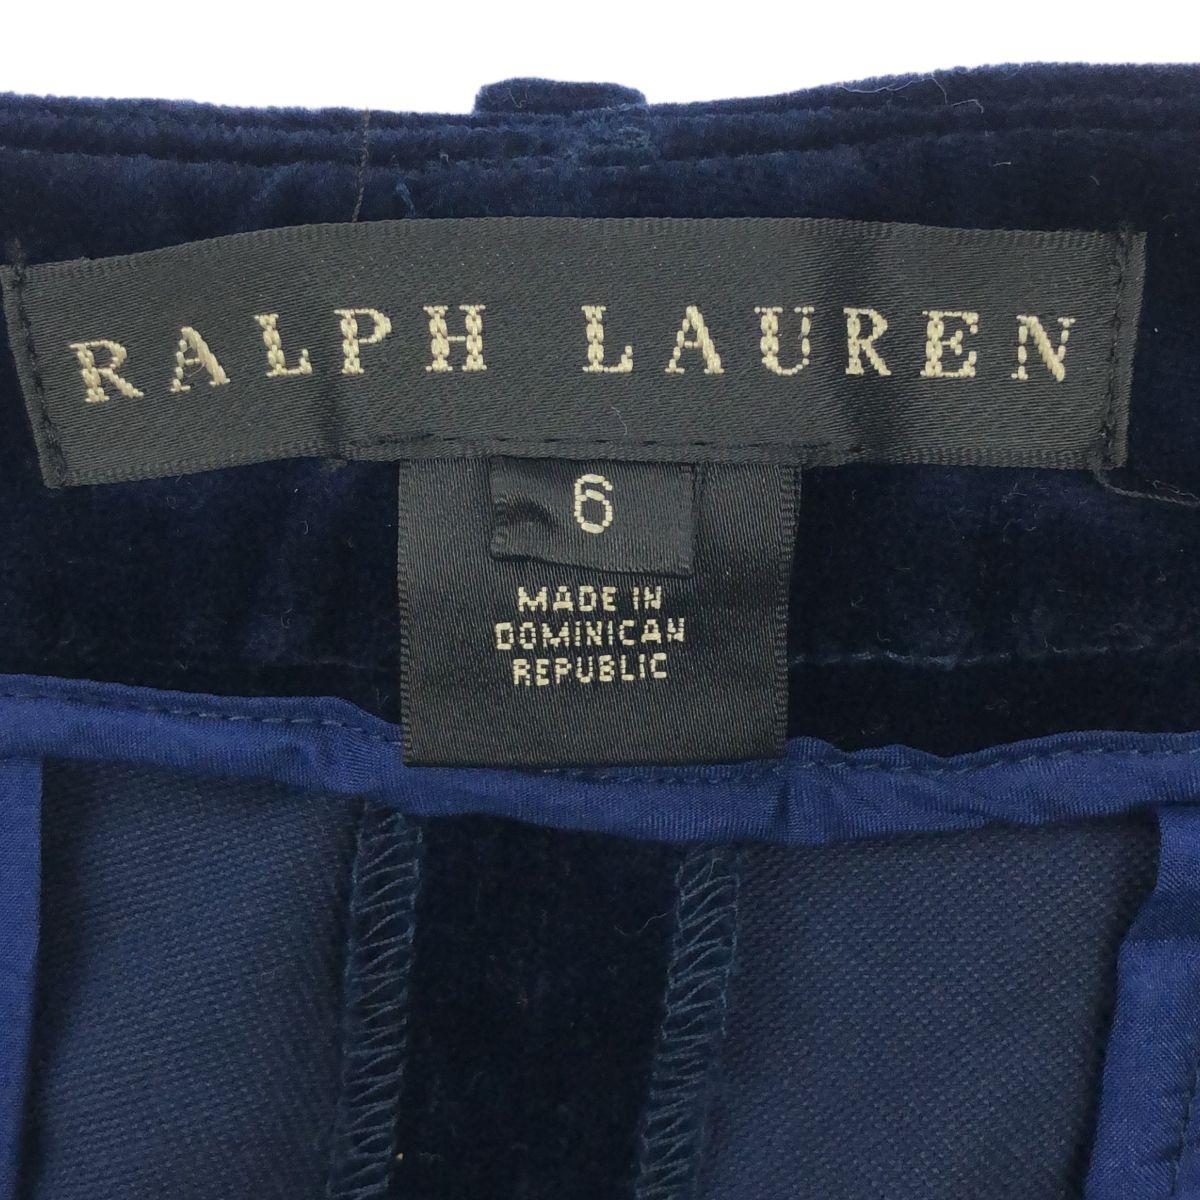 RALPH LAUREN
6
MADE IN
DOMINICAN
REPUBLIC